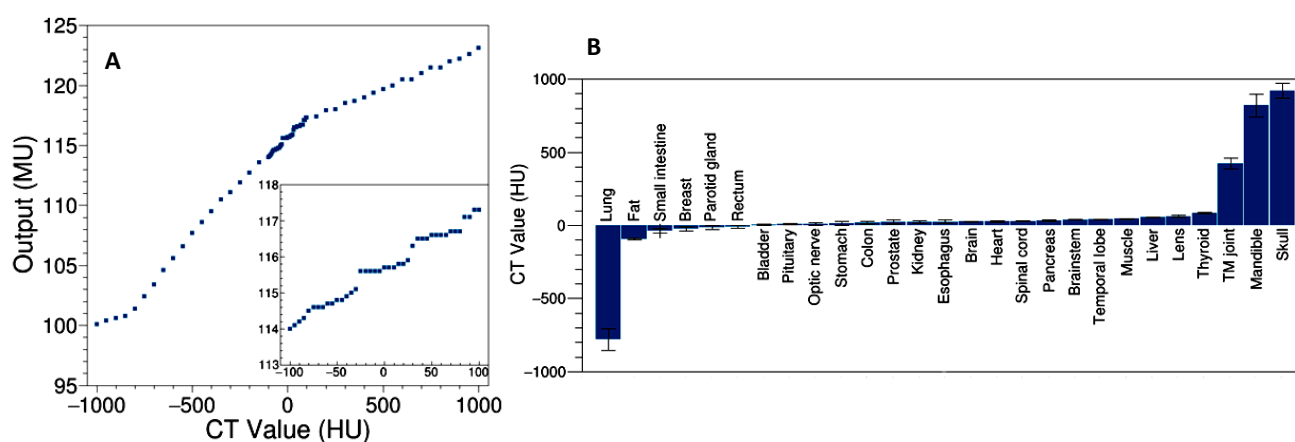 A
Output (MU)
125
120
115
110
105
100
95
−1000
−500
0
500
1000
CT Value (HU)
118
117
116
115
114
113
−100
−50
0
50
100
B
CT Value (HU)
1000
500
0
−500
−1000
Lung
Fat
Small intestine
Breast
Parotid gland
Rectum
Bladder
Pituitary
Optic nerve
Stomach
Colon
Prostate
Kidney
Esophagus
Brain
Heart
Spinal cord
Pancreas
Brainstem
Temporal lobe
Muscle
Liver
Lens
Thyroid
TM joint
Mandible
Skull